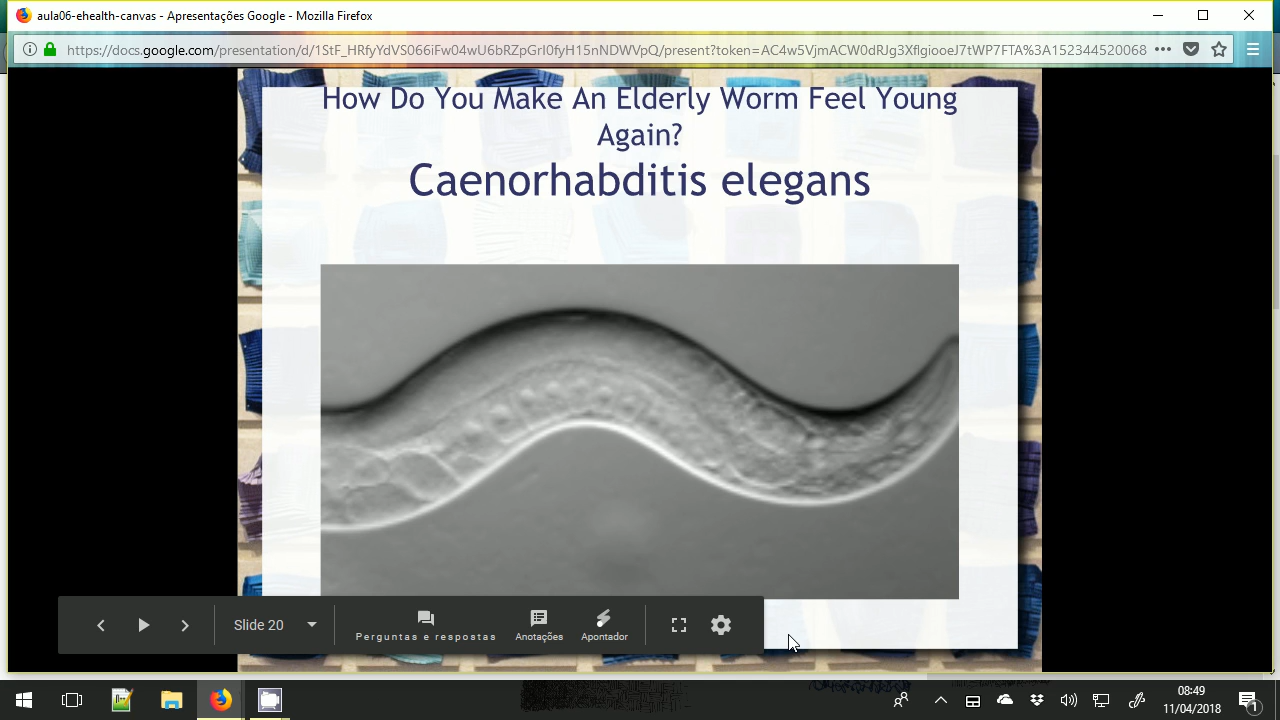 aula06-ehealth-canvas - Apresentações Google - Mozilla Firefox
https://docs.google.com/presentation/d/1StF_HRfyYdVS066iFw04wU6bRZpGrI0fyH15nNDWVpQ/present?token=AC4w5VjmACW0dRJg3XflgiooeJ7tWP7FTA%3A152344520068
How Do You Make An Elderly Worm Feel Young
Again?
Caenorhabditis elegans
Slide 20
Perguntas e respostas
Anotações
Apontador
08:49
11/04/2018
1